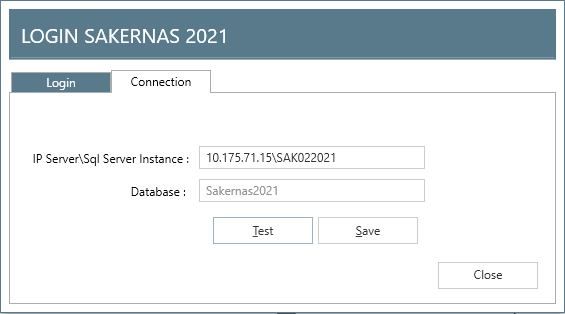 LOGIN SAKERNAS 2021
Login Connection
IP Server\Sql Server Instance : 10.175.71.15\SAK022021
Database : Sakernas2021
Test Save
Close